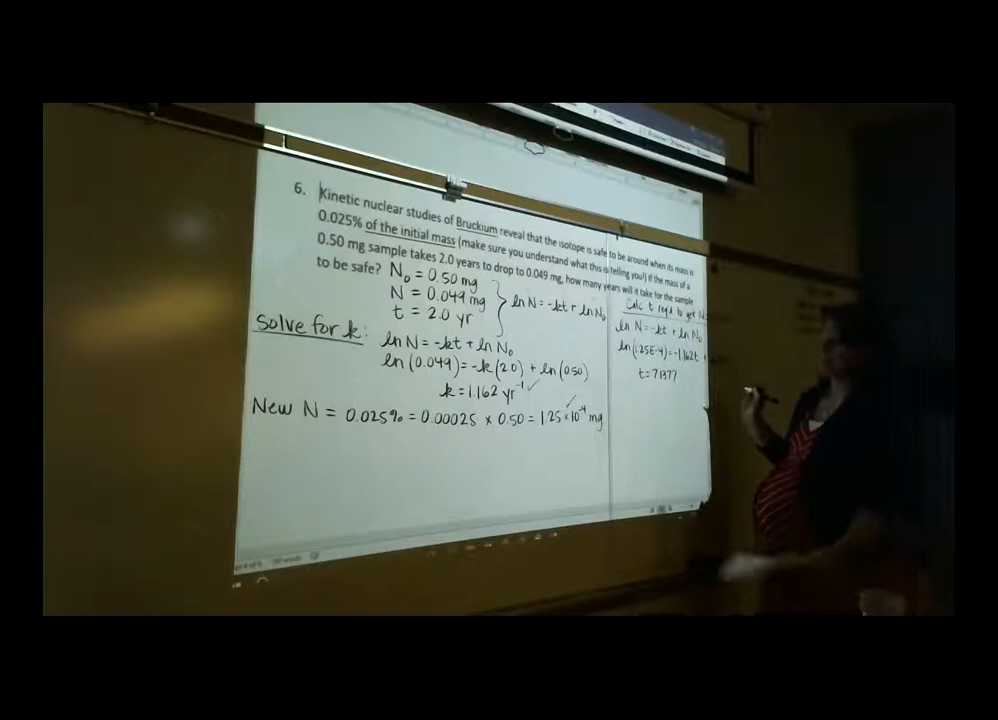 6. Kinetic nuclear studies of Bruckium reveal that the isotope is safe to be around when its mass is
0.025% of the initial mass (make sure you understand what this is telling you!) If the mass of a
0.50 mg sample takes 2.0 years to drop to 0.049 mg, how many years will it take for the sample
to be safe?
N₀ = 0.50 mg
N = 0.049 mg
t = 2.0 yr
ln N = -kt + ln N₀
Solve for k:
ln N = -kt + ln N₀
ln (0.049) = -k(2.0) + ln (0.50)
k = 1.162 yr⁻¹ ✓
New N = 0.025% = 0.00025 x 0.50 = 1.25 x 10⁻⁴ mg ✓
Calc t req'd to get N:
ln N = -kt + ln N₀
ln (1.25E-4) = -1.162t +
t = 7.1377